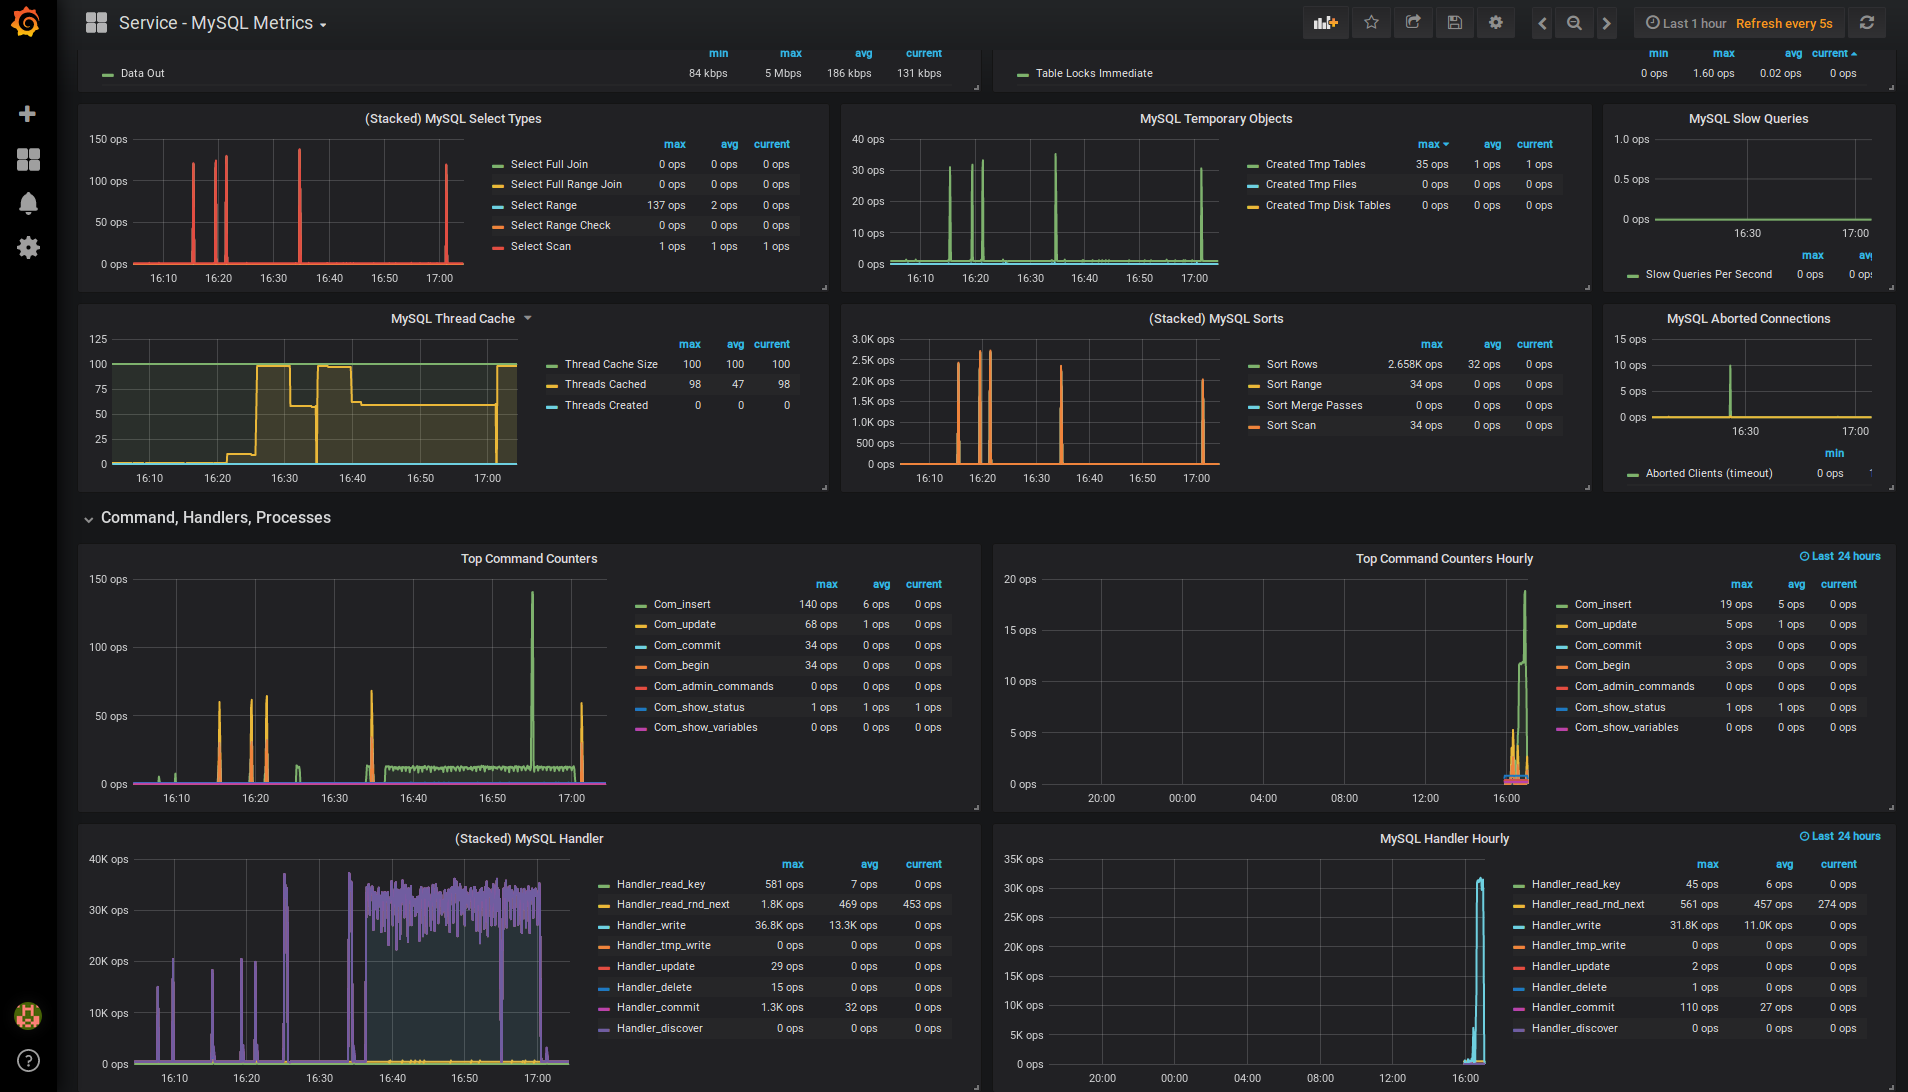 Service - MySQL Metrics
Last 1 hour Refresh every 5s
min max avg current
Data Out 84 kbps 5 Mbps 186 kbps 131 kbps
min max avg current
Table Locks Immediate 0 ops 1.60 ops 0.02 ops 0 ops
(Stacked) MySQL Select Types
150 ops
100 ops
50 ops
0 ops
16:10 16:20 16:30 16:40 16:50 17:00
max avg current
Select Full Join 0 ops 0 ops 0 ops
Select Full Range Join 0 ops 0 ops 0 ops
Select Range 137 ops 2 ops 0 ops
Select Range Check 0 ops 0 ops 0 ops
Select Scan 1 ops 1 ops 1 ops
MySQL Temporary Objects
40 ops
30 ops
20 ops
10 ops
0 ops
16:10 16:20 16:30 16:40 16:50 17:00
max avg current
Created Tmp Tables 35 ops 1 ops 1 ops
Created Tmp Files 0 ops 0 ops 0 ops
Created Tmp Disk Tables 0 ops 0 ops 0 ops
MySQL Slow Queries
1.0 ops
0.5 ops
0 ops
16:30 17:00
max avg
Slow Queries Per Second 0 ops 0 ops
MySQL Thread Cache
125
100
75
50
25
0
16:10 16:20 16:30 16:40 16:50 17:00
max avg current
Thread Cache Size 100 100 100
Threads Cached 98 47 98
Threads Created 0 0 0
(Stacked) MySQL Sorts
3.0K ops
2.5K ops
2.0K ops
1.5K ops
1.0K ops
500 ops
0 ops
16:10 16:20 16:30 16:40 16:50 17:00
max avg current
Sort Rows 2.658K ops 32 ops 0 ops
Sort Range 34 ops 0 ops 0 ops
Sort Merge Passes 0 ops 0 ops 0 ops
Sort Scan 34 ops 0 ops 0 ops
MySQL Aborted Connections
15 ops
10 ops
5 ops
0 ops
16:30 17:00
min
Aborted Clients (timeout) 0 ops
Command, Handlers, Processes
Top Command Counters
150 ops
100 ops
50 ops
0 ops
16:10 16:20 16:30 16:40 16:50 17:00
max avg current
Com_insert 140 ops 6 ops 0 ops
Com_update 68 ops 1 ops 0 ops
Com_commit 34 ops 0 ops 0 ops
Com_begin 34 ops 0 ops 0 ops
Com_admin_commands 0 ops 0 ops 0 ops
Com_show_status 1 ops 1 ops 1 ops
Com_show_variables 0 ops 0 ops 0 ops
Top Command Counters Hourly
Last 24 hours
20 ops
15 ops
10 ops
5 ops
0 ops
20:00 00:00 04:00 08:00 12:00 16:00
max avg current
Com_insert 19 ops 5 ops 0 ops
Com_update 5 ops 1 ops 0 ops
Com_commit 3 ops 0 ops 0 ops
Com_begin 3 ops 0 ops 0 ops
Com_admin_commands 0 ops 0 ops 0 ops
Com_show_status 1 ops 1 ops 0 ops
Com_show_variables 0 ops 0 ops 0 ops
(Stacked) MySQL Handler
40K ops
30K ops
20K ops
10K ops
0 ops
16:10 16:20 16:30 16:40 16:50 17:00
max avg current
Handler_read_key 581 ops 7 ops 0 ops
Handler_read_rnd_next 1.8K ops 469 ops 453 ops
Handler_write 36.8K ops 13.3K ops 0 ops
Handler_tmp_write 0 ops 0 ops 0 ops
Handler_update 29 ops 0 ops 0 ops
Handler_delete 15 ops 0 ops 0 ops
Handler_commit 1.3K ops 32 ops 0 ops
Handler_discover 0 ops 0 ops 0 ops
MySQL Handler Hourly
Last 24 hours
35K ops
30K ops
25K ops
20K ops
15K ops
10K ops
5K ops
0 ops
20:00 00:00 04:00 08:00 12:00 16:00
max avg current
Handler_read_key 45 ops 6 ops 0 ops
Handler_read_rnd_next 561 ops 457 ops 274 ops
Handler_write 31.8K ops 11.0K ops 0 ops
Handler_tmp_write 0 ops 0 ops 0 ops
Handler_update 2 ops 0 ops 0 ops
Handler_delete 1 ops 0 ops 0 ops
Handler_commit 110 ops 27 ops 0 ops
Handler_discover 0 ops 0 ops 0 ops